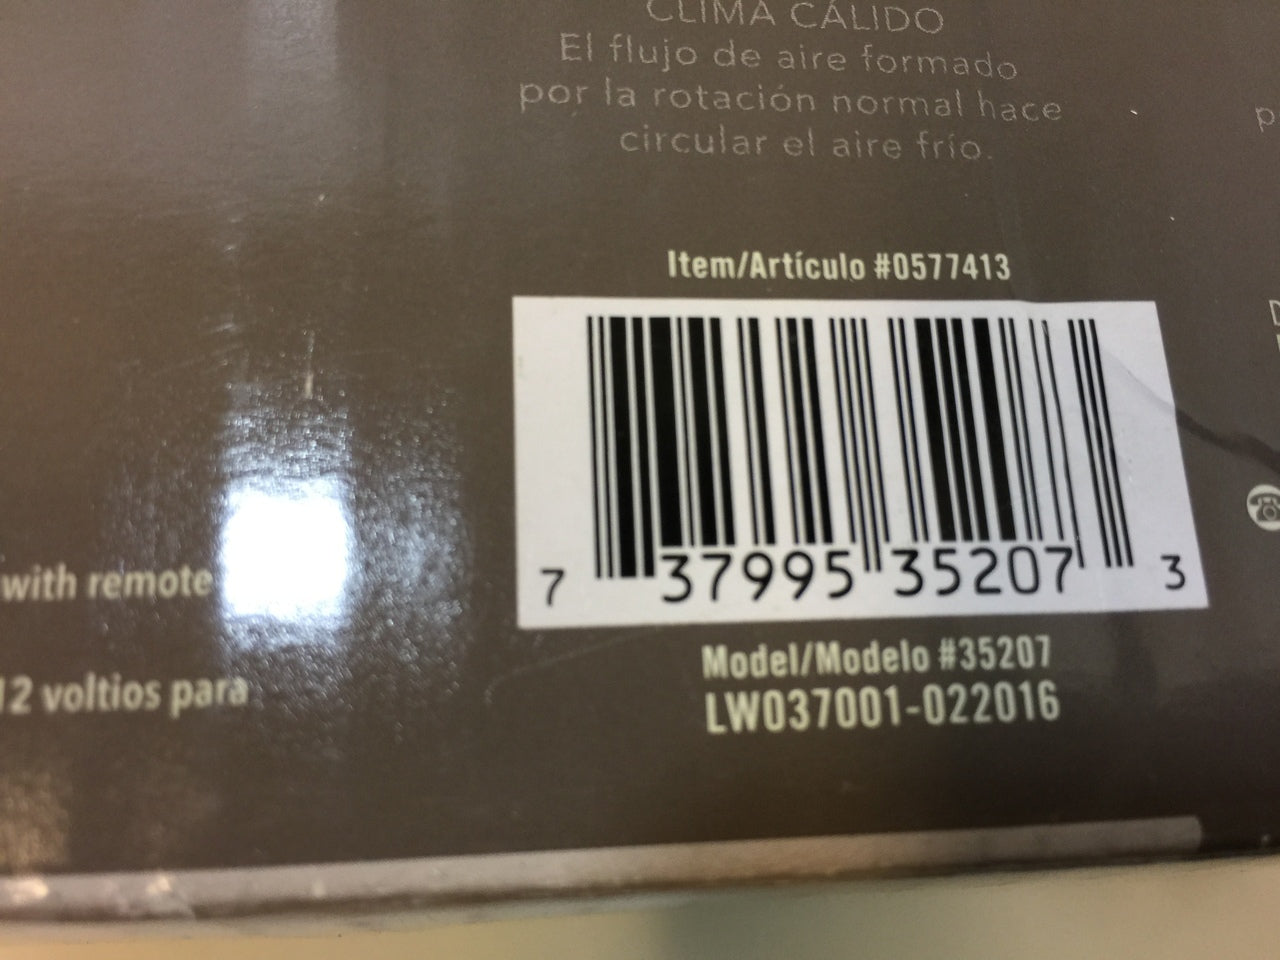 CLIMA CÁLIDO
El flujo de aire formado
por la rotación normal hace
circular el aire frío.
Item/Artículo #0577413
7 37995 35207 3
with remote
Model/Modelo #35207
12 voltios para
LW037001-022016